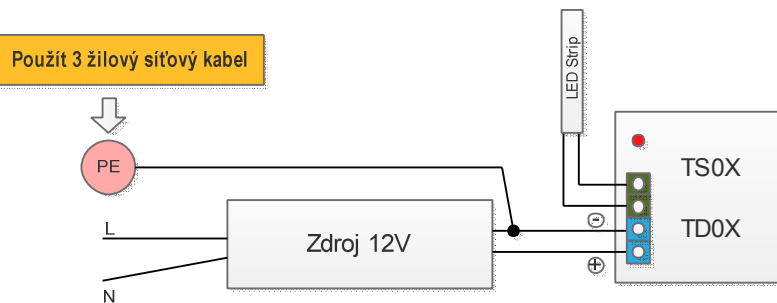 Použít 3 žilový síťový kabel
LED Strip
PE
TS0X
L
TD0X
Zdroj 12V
N